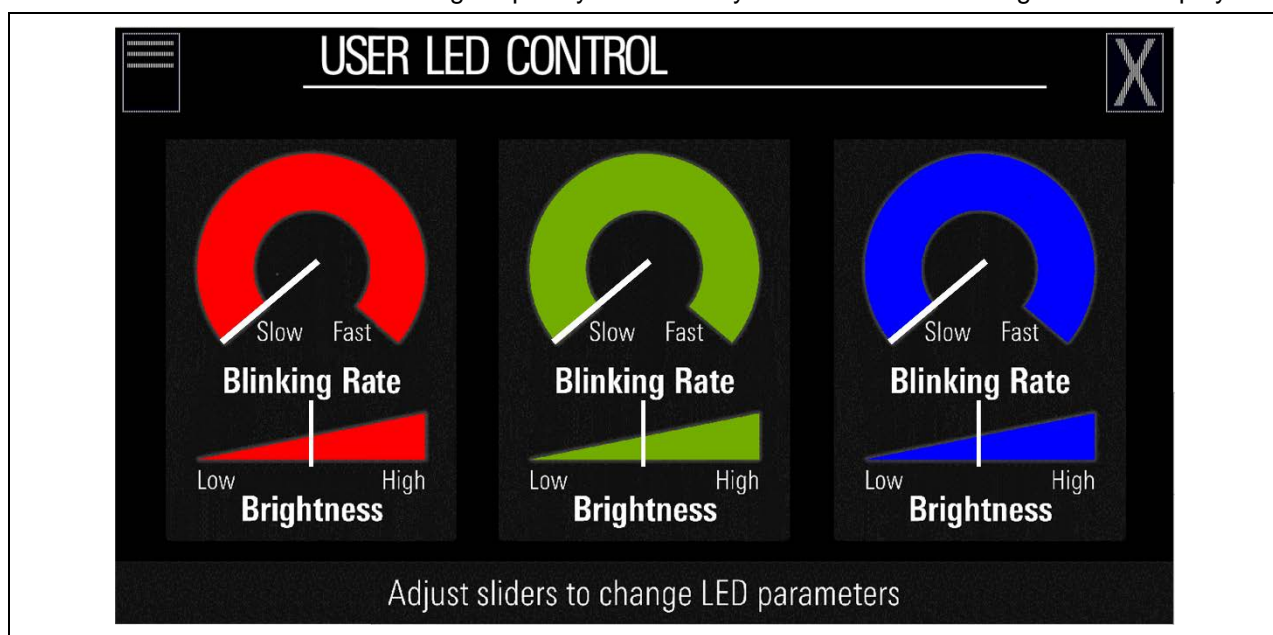 USER LED CONTROL
X
Slow Fast
Blinking Rate
Low High
Brightness
Slow Fast
Blinking Rate
Low High
Brightness
Slow Fast
Blinking Rate
Low High
Brightness
Adjust sliders to change LED parameters